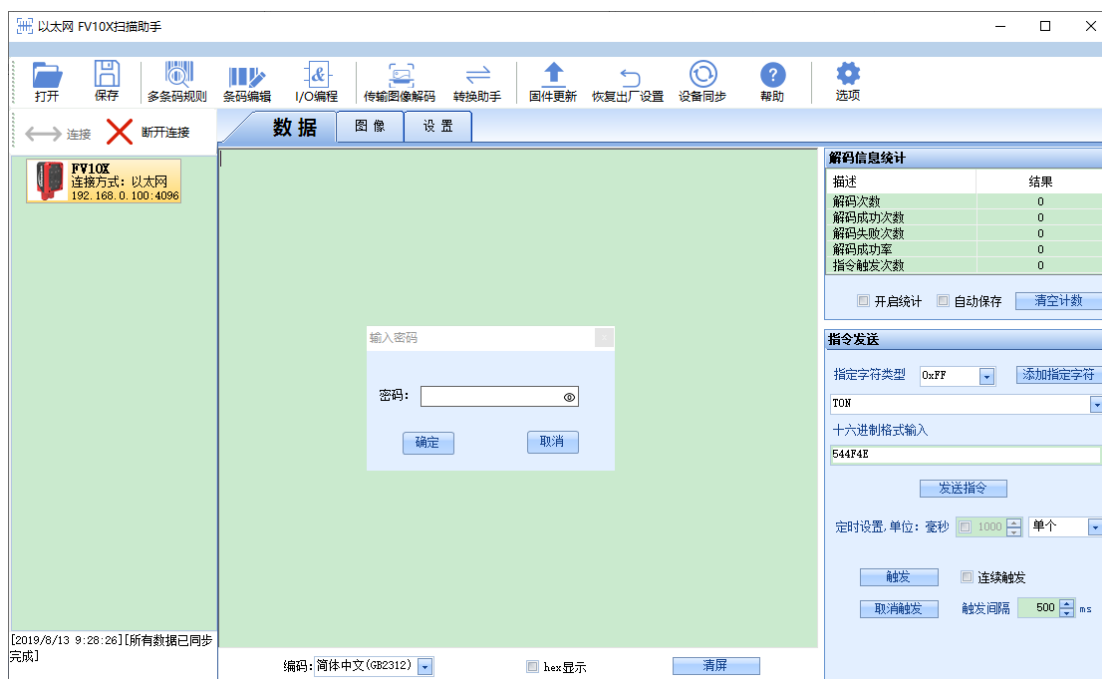 以太网 FV10X扫描助手
打开 保存 多条码规则 条码编辑 I/O编程 传输图像解码 转换助手 固件更新 恢复出厂设置 设备同步 帮助 选项
连接 断开连接
数据 图像 设置
FV10X
连接方式: 以太网
192.168.0.100:4096
解码信息统计
描述 结果
解码次数 0
解码成功次数 0
解码失败次数 0
解码成功率 0
指令触发次数 0
开启统计 自动保存 清空计数
输入密码
密码:
确定 取消
指令发送
指定字符类型 0xFF 添加指定字符
TON
十六进制格式输入
544F4E
发送指令
定时设置,单位: 毫秒 1000 单个
触发 连续触发
取消触发 触发间隔 500 ms
[2019/8/13 9:28:26][所有数据已同步
完成]
编码: 简体中文(GB2312) hex显示 清屏